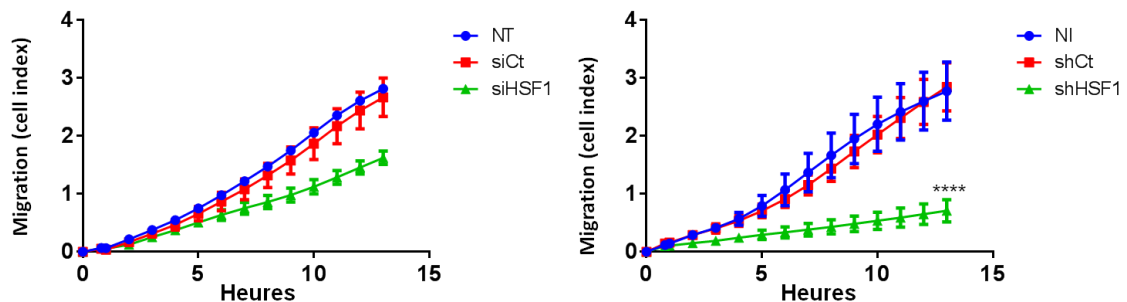 4
3
2
1
0
0
5
10
15
Migration (cell index)
Heures
NT
siCt
siHSF1
4
3
2
1
0
0
5
10
15
Migration (cell index)
Heures
NI
shCt
shHSF1
****